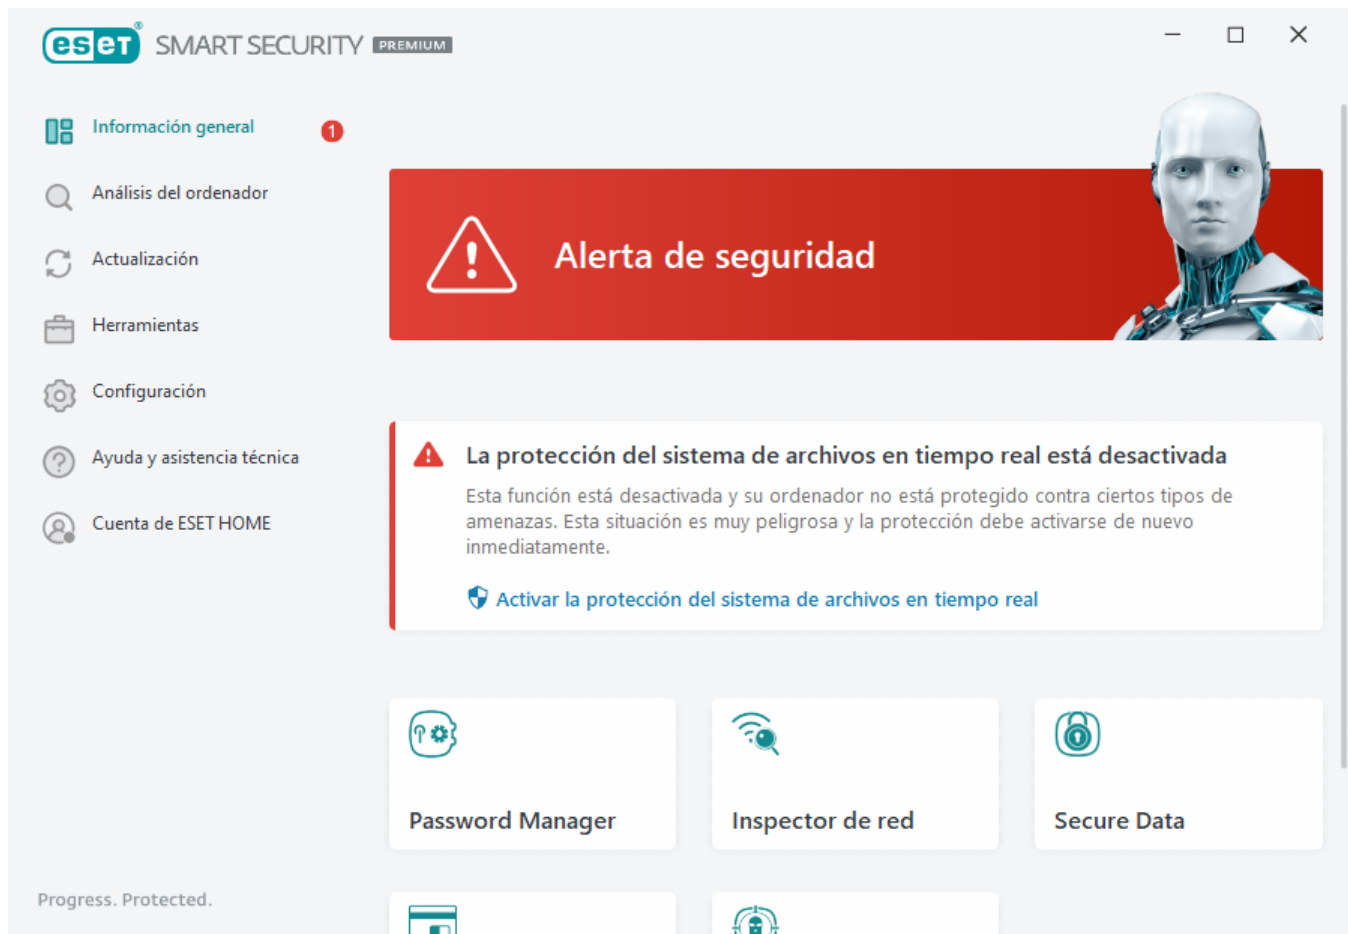 eset® SMART SECURITY PREMIUM
Información general 1
Análisis del ordenador
Actualización
Herramientas
Configuración
Ayuda y asistencia técnica
Cuenta de ESET HOME
Progress. Protected.
Alerta de seguridad
La protección del sistema de archivos en tiempo real está desactivada
Esta función está desactivada y su ordenador no está protegido contra ciertos tipos de
amenazas. Esta situación es muy peligrosa y la protección debe activarse de nuevo
inmediatamente.
Activar la protección del sistema de archivos en tiempo real
Password Manager
Inspector de red
Secure Data